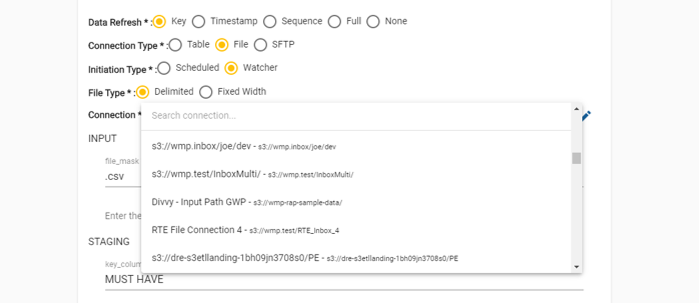 Data Refresh * : Key Timestamp Sequence Full None
Connection Type * : Table File SFTP
Initiation Type * : Scheduled Watcher
File Type * : Delimited Fixed Width
Connection *
Search connection...
INPUT
s3://wmp.inbox/joe/dev - s3://wmp.inbox/joe/dev
file_mask
.csv
s3://wmp.test/InboxMulti/ - s3://wmp.test/InboxMulti/
Divvy - Input Path GWP - s3://wmp-rap-sample-data/
Enter the
RTE File Connection 4 - s3://wmp.test/RTE_Inbox_4
STAGING
s3://dre-s3etllanding-1bh09jn3708s0/PE - s3://dre-s3etllanding-1bh09jn3708s0/PE
key_colum
MUST HAVE